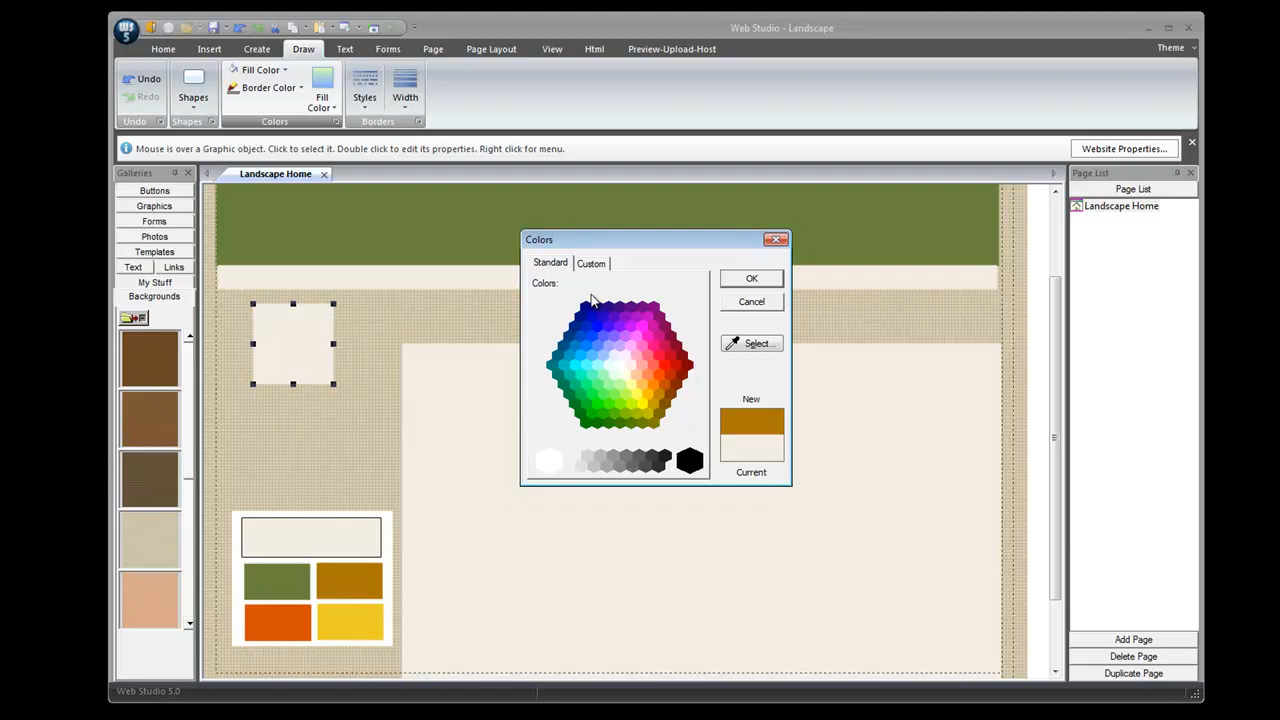 WS
5
Web Studio - Landscape
Home Insert Create Draw Text Forms Page Page Layout View Html Preview-Upload-Host Theme
Undo
Redo
Shapes
Fill Color
Border Color
Fill
Color
Styles
Width
Undo Shapes Colors Borders
Mouse is over a Graphic object. Click to select it. Double click to edit its properties. Right click for menu.
Website Properties...
Galleries
Landscape Home
Page List
Buttons
Graphics
Forms
Photos
Templates
Text Links
My Stuff
Backgrounds
Page List
Landscape Home
Colors
Standard Custom
Colors:
OK
Cancel
Select...
New
Current
Add Page
Delete Page
Duplicate Page
Web Studio 5.0